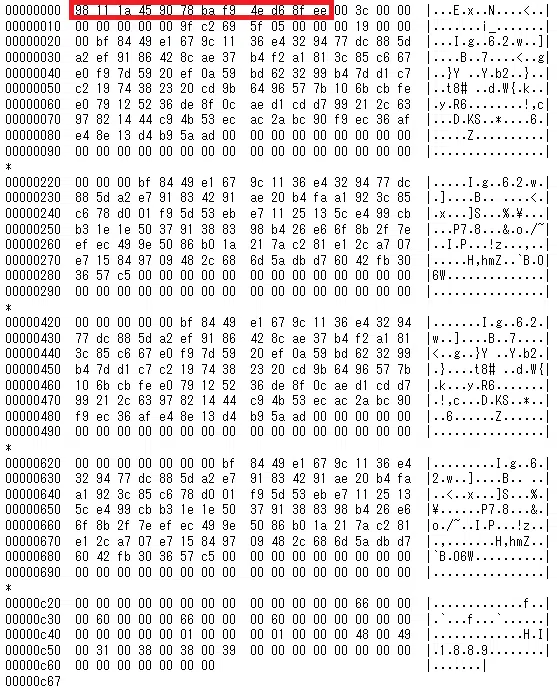 00000000 98 11 1a 45 90 78 ba f9 4e d6 8f ee 00 3c 00 00 |...E.x..N....<..|
00000010 00 00 00 00 00 9f c2 69 5f 05 00 00 00 19 00 00 |.......i_.......|
00000020 00 bf 84 49 e1 67 9c 11 36 e4 32 94 77 dc 88 5d |...I.g..6.2.w..]|
00000030 a2 ef 91 86 42 8c ae 37 b4 f2 a1 81 3c 85 c6 67 |....B..7....<..g|
00000040 e0 f9 7d 59 20 ef 0a 59 bd 62 32 99 b4 7d d1 c7 |..}Y ..Y.b2..}..|
00000050 c2 19 74 38 23 20 cd 9b 64 96 57 7b 10 6b cb fe |..t8# ..d.W{.k..|
00000060 e0 79 12 52 36 de 8f 0c ae d1 cd d7 99 21 2c 63 |.y.R6........!,c|
00000070 97 82 14 44 c9 4b 53 ec ac 2a bc 90 f9 ec 36 af |...D.KS..*....6.|
00000080 e4 8e 13 d4 b9 5a ad 00 00 00 00 00 00 00 00 00 |.....Z..........|
00000090 00 00 00 00 00 00 00 00 00 00 00 00 00 00 00 00 |................|
*
00000220 00 00 00 bf 84 49 e1 67 9c 11 36 e4 32 94 77 dc |.....I.g..6.2.w.|
00000230 88 5d a2 e7 91 83 42 91 ae 20 b4 fa a1 92 3c 85 |.]....B.. ....<.|
00000240 c6 78 d0 01 f9 5d 53 eb e7 11 25 13 5c e4 99 cb |.x...]S...%.¥...|
00000250 b3 11 1e 50 37 91 38 83 98 b4 26 e6 6f 8b 2f 7e |...P7.8...&.o./~|
00000260 ef ec 49 9e 50 86 b0 1a 21 7a c2 81 e1 2c a7 07 |..I.P...!z...,..|
00000270 e7 15 84 97 09 48 2c 68 6d 5a db d7 60 42 fb 30 |.....H,hmZ..`B.0|
00000280 36 57 c5 00 00 00 00 00 00 00 00 00 00 00 00 00 |6W..............|
00000290 00 00 00 00 00 00 00 00 00 00 00 00 00 00 00 00 |................|
*
00000420 00 00 00 00 00 bf 84 49 e1 67 9c 11 36 e4 32 94 |.......I.g..6.2.|
00000430 77 dc 88 5d a2 ef 91 86 42 8c ae 37 b4 f2 a1 81 |w..]....B..7....|
00000440 3c 85 c6 67 e0 f9 7d 59 20 ef 0a 59 bd 62 32 99 |<..g..}Y ..Y.b2.|
00000450 b4 7d d1 c7 c2 19 74 38 23 20 cd 9b 64 96 57 7b |.}....t8# ..d.W{|
00000460 10 6b cb fe e0 79 12 52 36 de 8f 0c ae d1 cd d7 |.k...y.R6.......|
00000470 99 21 2c 63 97 82 14 44 c9 4b 53 ec ac 2a bc 90 |.!,c...D.KS..*..|
00000480 f9 ec 36 af e4 8e 13 d4 b9 5a ad 00 00 00 00 00 |..6......Z......|
00000490 00 00 00 00 00 00 00 00 00 00 00 00 00 00 00 00 |................|
*
00000620 00 00 00 00 00 00 00 bf 84 49 e1 67 9c 11 36 e4 |.........I.g..6.|
00000630 32 94 77 dc 88 5d a2 e7 91 83 42 91 ae 20 b4 fa |2.w..]....B.. ..|
00000640 a1 92 3c 85 c6 78 d0 01 f9 5d 53 eb e7 11 25 13 |..<..x...]S...%.|
00000650 5c e4 99 cb b3 11 1e 50 37 91 38 83 98 b4 26 e6 |¥......P7.8...&.|
00000660 6f 8b 2f 7e ef ec 49 9e 50 86 b0 1a 21 7a c2 81 |o./~..I.P...!z..|
00000670 e1 2c a7 07 e7 15 84 97 09 48 2c 68 6d 5a db d7 |.,.......H,hmZ..|
00000680 60 42 fb 30 36 57 c5 00 00 00 00 00 00 00 00 00 |`B.06W..........|
00000690 00 00 00 00 00 00 00 00 00 00 00 00 00 00 00 00 |................|
*
00000c20 00 00 00 00 00 00 00 00 00 00 00 00 66 00 00 00 |............f...|
00000c30 00 60 00 00 00 66 00 00 00 60 00 00 00 00 00 00 |.`...f...`......|
00000c40 00 00 00 00 01 00 00 01 00 00 00 00 00 48 00 49 |.............H.I|
00000c50 00 31 00 38 00 38 00 39 00 00 00 00 00 00 00 00 |.1.8.8.9........|
00000c60 00 00 00 00 00 00 00 |.......|
00000c67